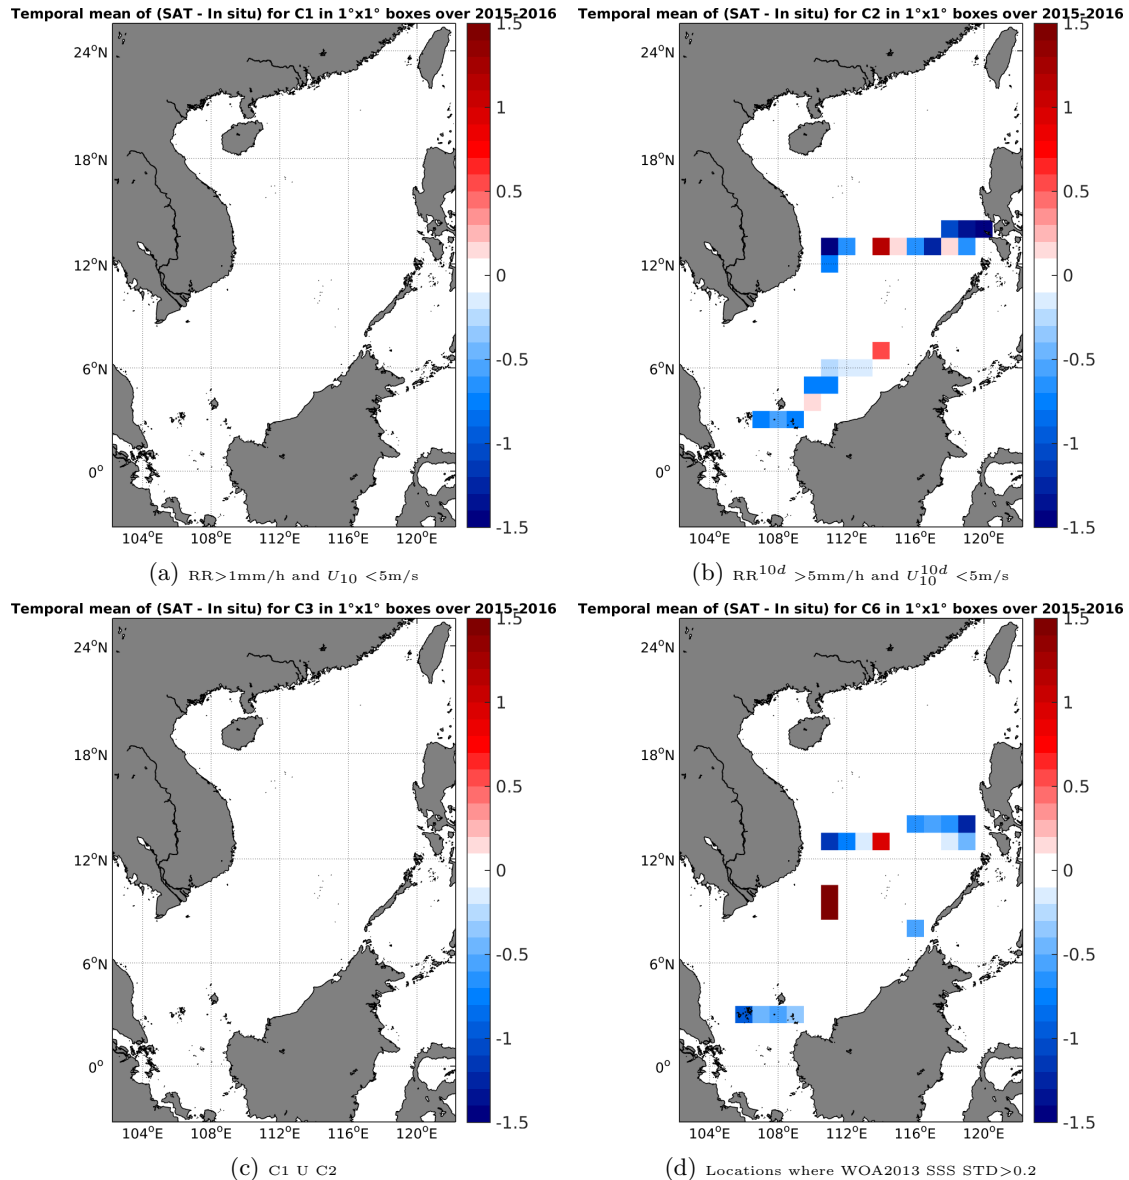 Temporal mean of (SAT - In situ) for C1 in 1°x1° boxes over 2015-2016
24°N
18°N
12°N
6°N
0°
104°E 108°E 112°E 116°E 120°E
1.5
1
0.5
0
-0.5
-1
-1.5
(a) RR>1mm/h and U10 <5m/s
Temporal mean of (SAT - In situ) for C2 in 1°x1° boxes over 2015-2016
24°N
18°N
12°N
6°N
0°
104°E 108°E 112°E 116°E 120°E
1.5
1
0.5
0
-0.5
-1
-1.5
(b) RR^10d >5mm/h and U10^10d <5m/s
Temporal mean of (SAT - In situ) for C3 in 1°x1° boxes over 2015-2016
24°N
18°N
12°N
6°N
0°
104°E 108°E 112°E 116°E 120°E
1.5
1
0.5
0
-0.5
-1
-1.5
(c) C1 U C2
Temporal mean of (SAT - In situ) for C6 in 1°x1° boxes over 2015-2016
24°N
18°N
12°N
6°N
0°
104°E 108°E 112°E 116°E 120°E
1.5
1
0.5
0
-0.5
-1
-1.5
(d) Locations where WOA2013 SSS STD>0.2